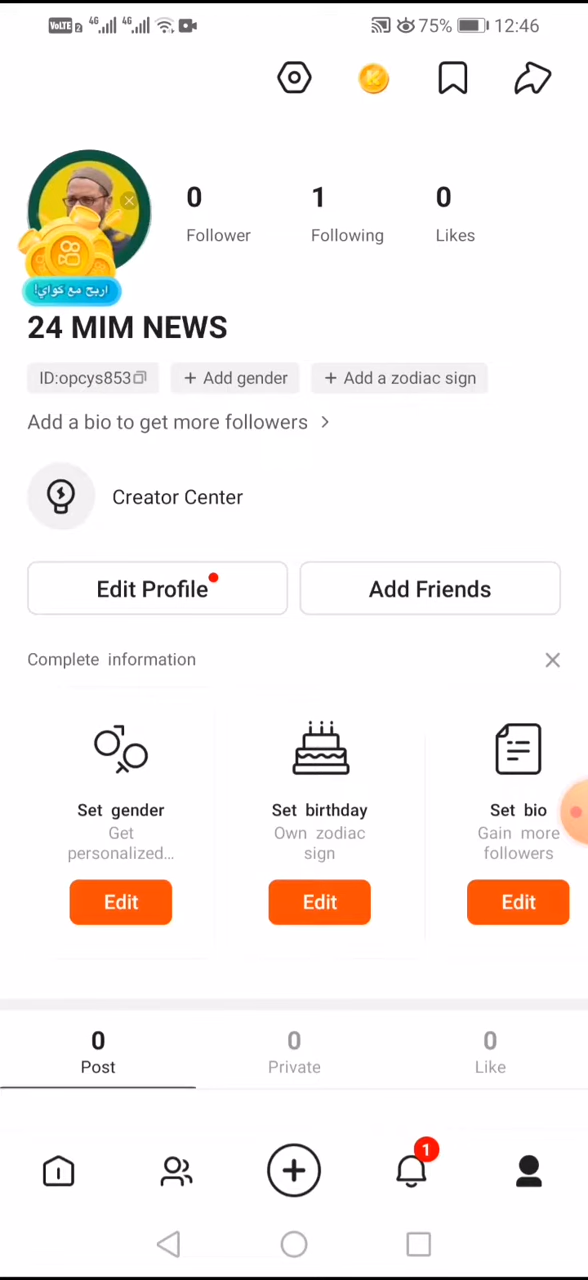 VoLTE 2 4G 4G 75% 12:46
0 1 0
Follower Following Likes
اربح مع كواي!
24 MIM NEWS
ID:opcys853 + Add gender + Add a zodiac sign
Add a bio to get more followers >
Creator Center
Edit Profile Add Friends
Complete information
Set gender Set birthday Set bio
Get Own zodiac Gain more
personalized... sign followers
Edit Edit Edit
0 0 0
Post Private Like
1